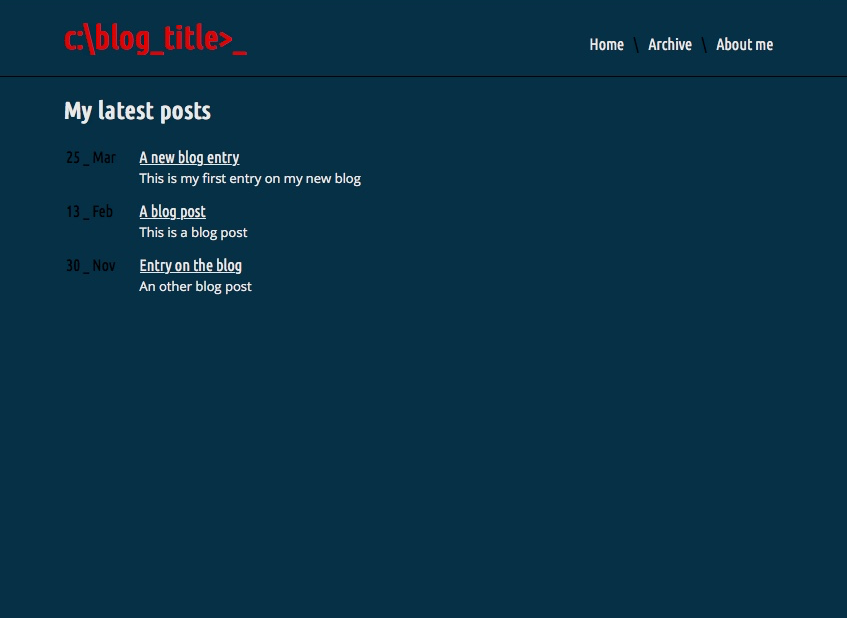 c:\blog_title>_
Home \ Archive \ About me
My latest posts
25 _ Mar A new blog entry
This is my first entry on my new blog
13 _ Feb A blog post
This is a blog post
30 _ Nov Entry on the blog
An other blog post